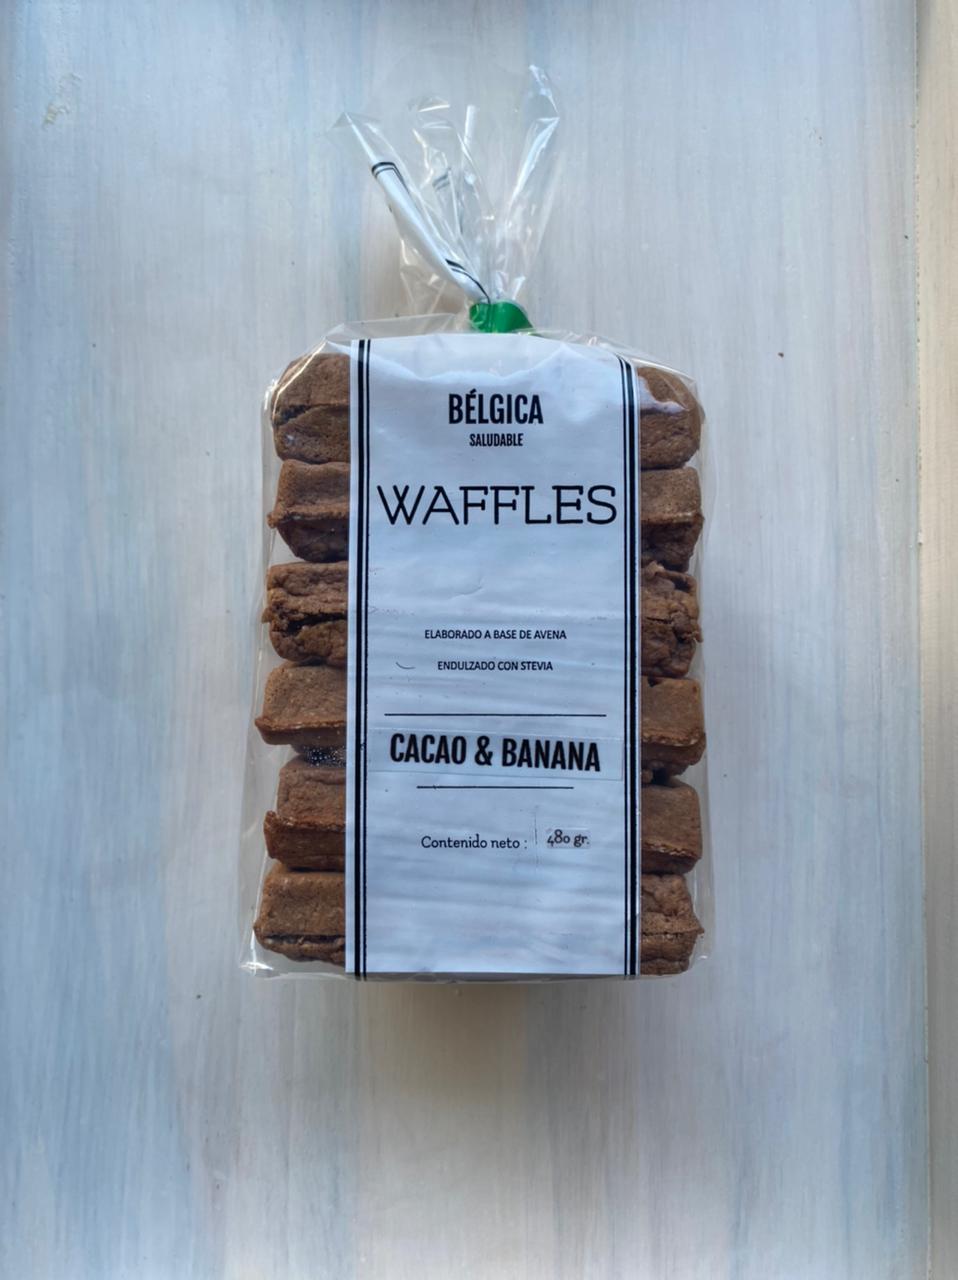 BÉLGICA
SALUDABLE
WAFFLES
ELABORADO A BASE DE AVENA
ENDULZADO CON STEVIA
CACAO & BANANA
Contenido neto : 480 gr.